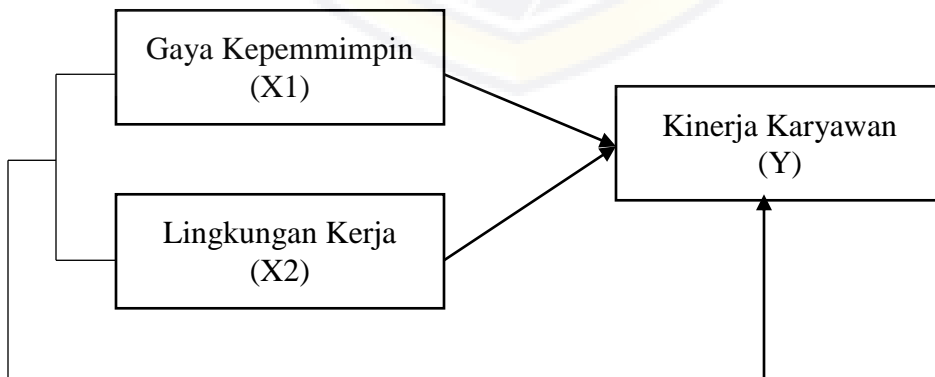 Gaya Kepemmimpin
(X1)
Kinerja Karyawan
(Y)
Lingkungan Kerja
(X2)